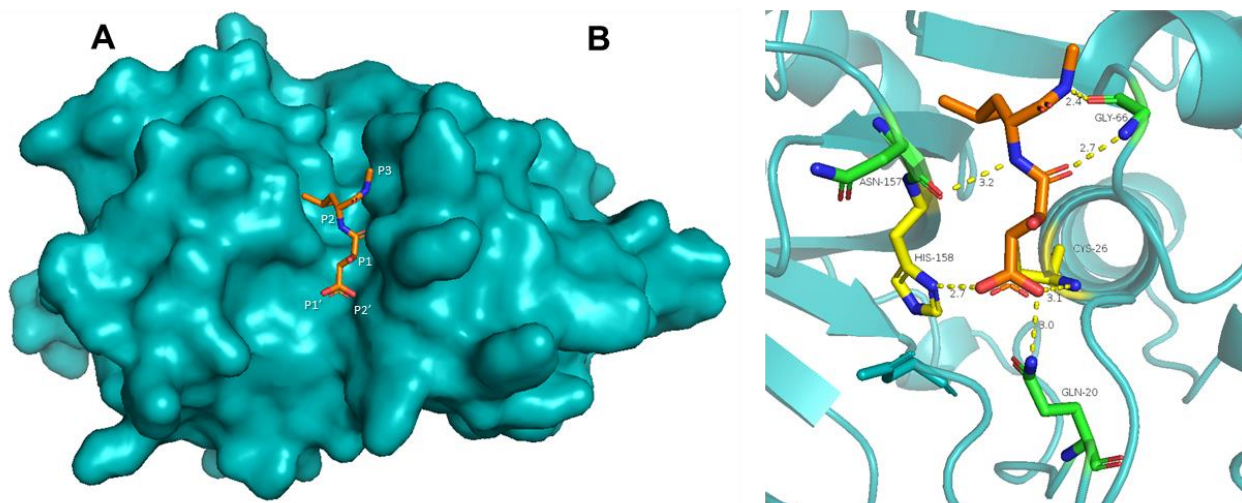 A
B
P3
P2
P1
P1′
P2′
2.4
GLY-66
2.7
ASN-157
3.2
CYS-26
HIS-158
2.7
3.1
3.0
GLN-20